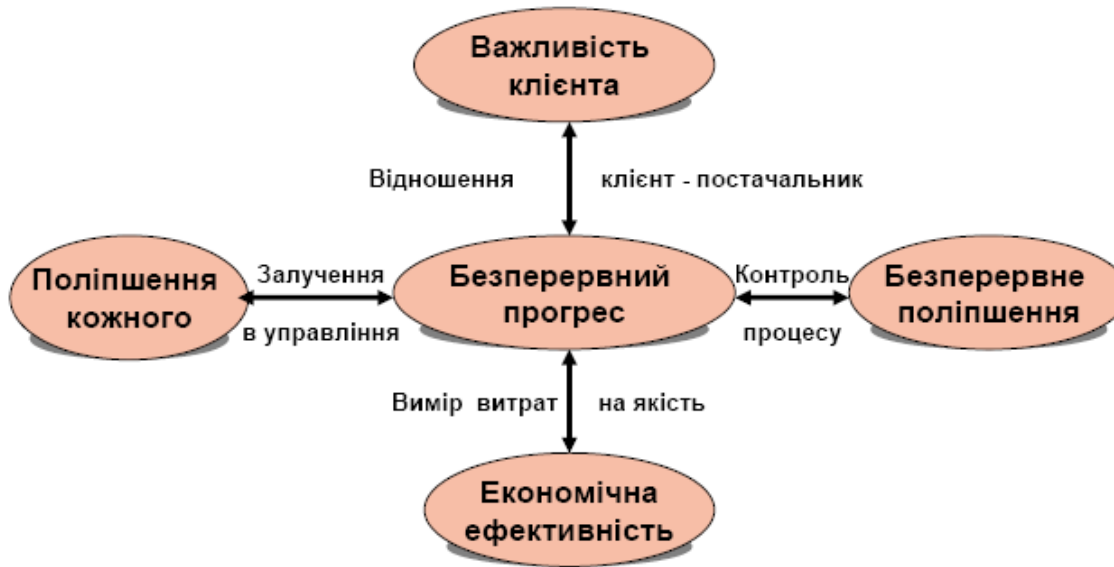 Важливість
клієнта
Відношення клієнт - постачальник
Поліпшення
кожного
Залучення
в управління
Безперервний
прогрес
Контроль
процесу
Безперервне
поліпшення
Вимір витрат на якість
Економічна
ефективність